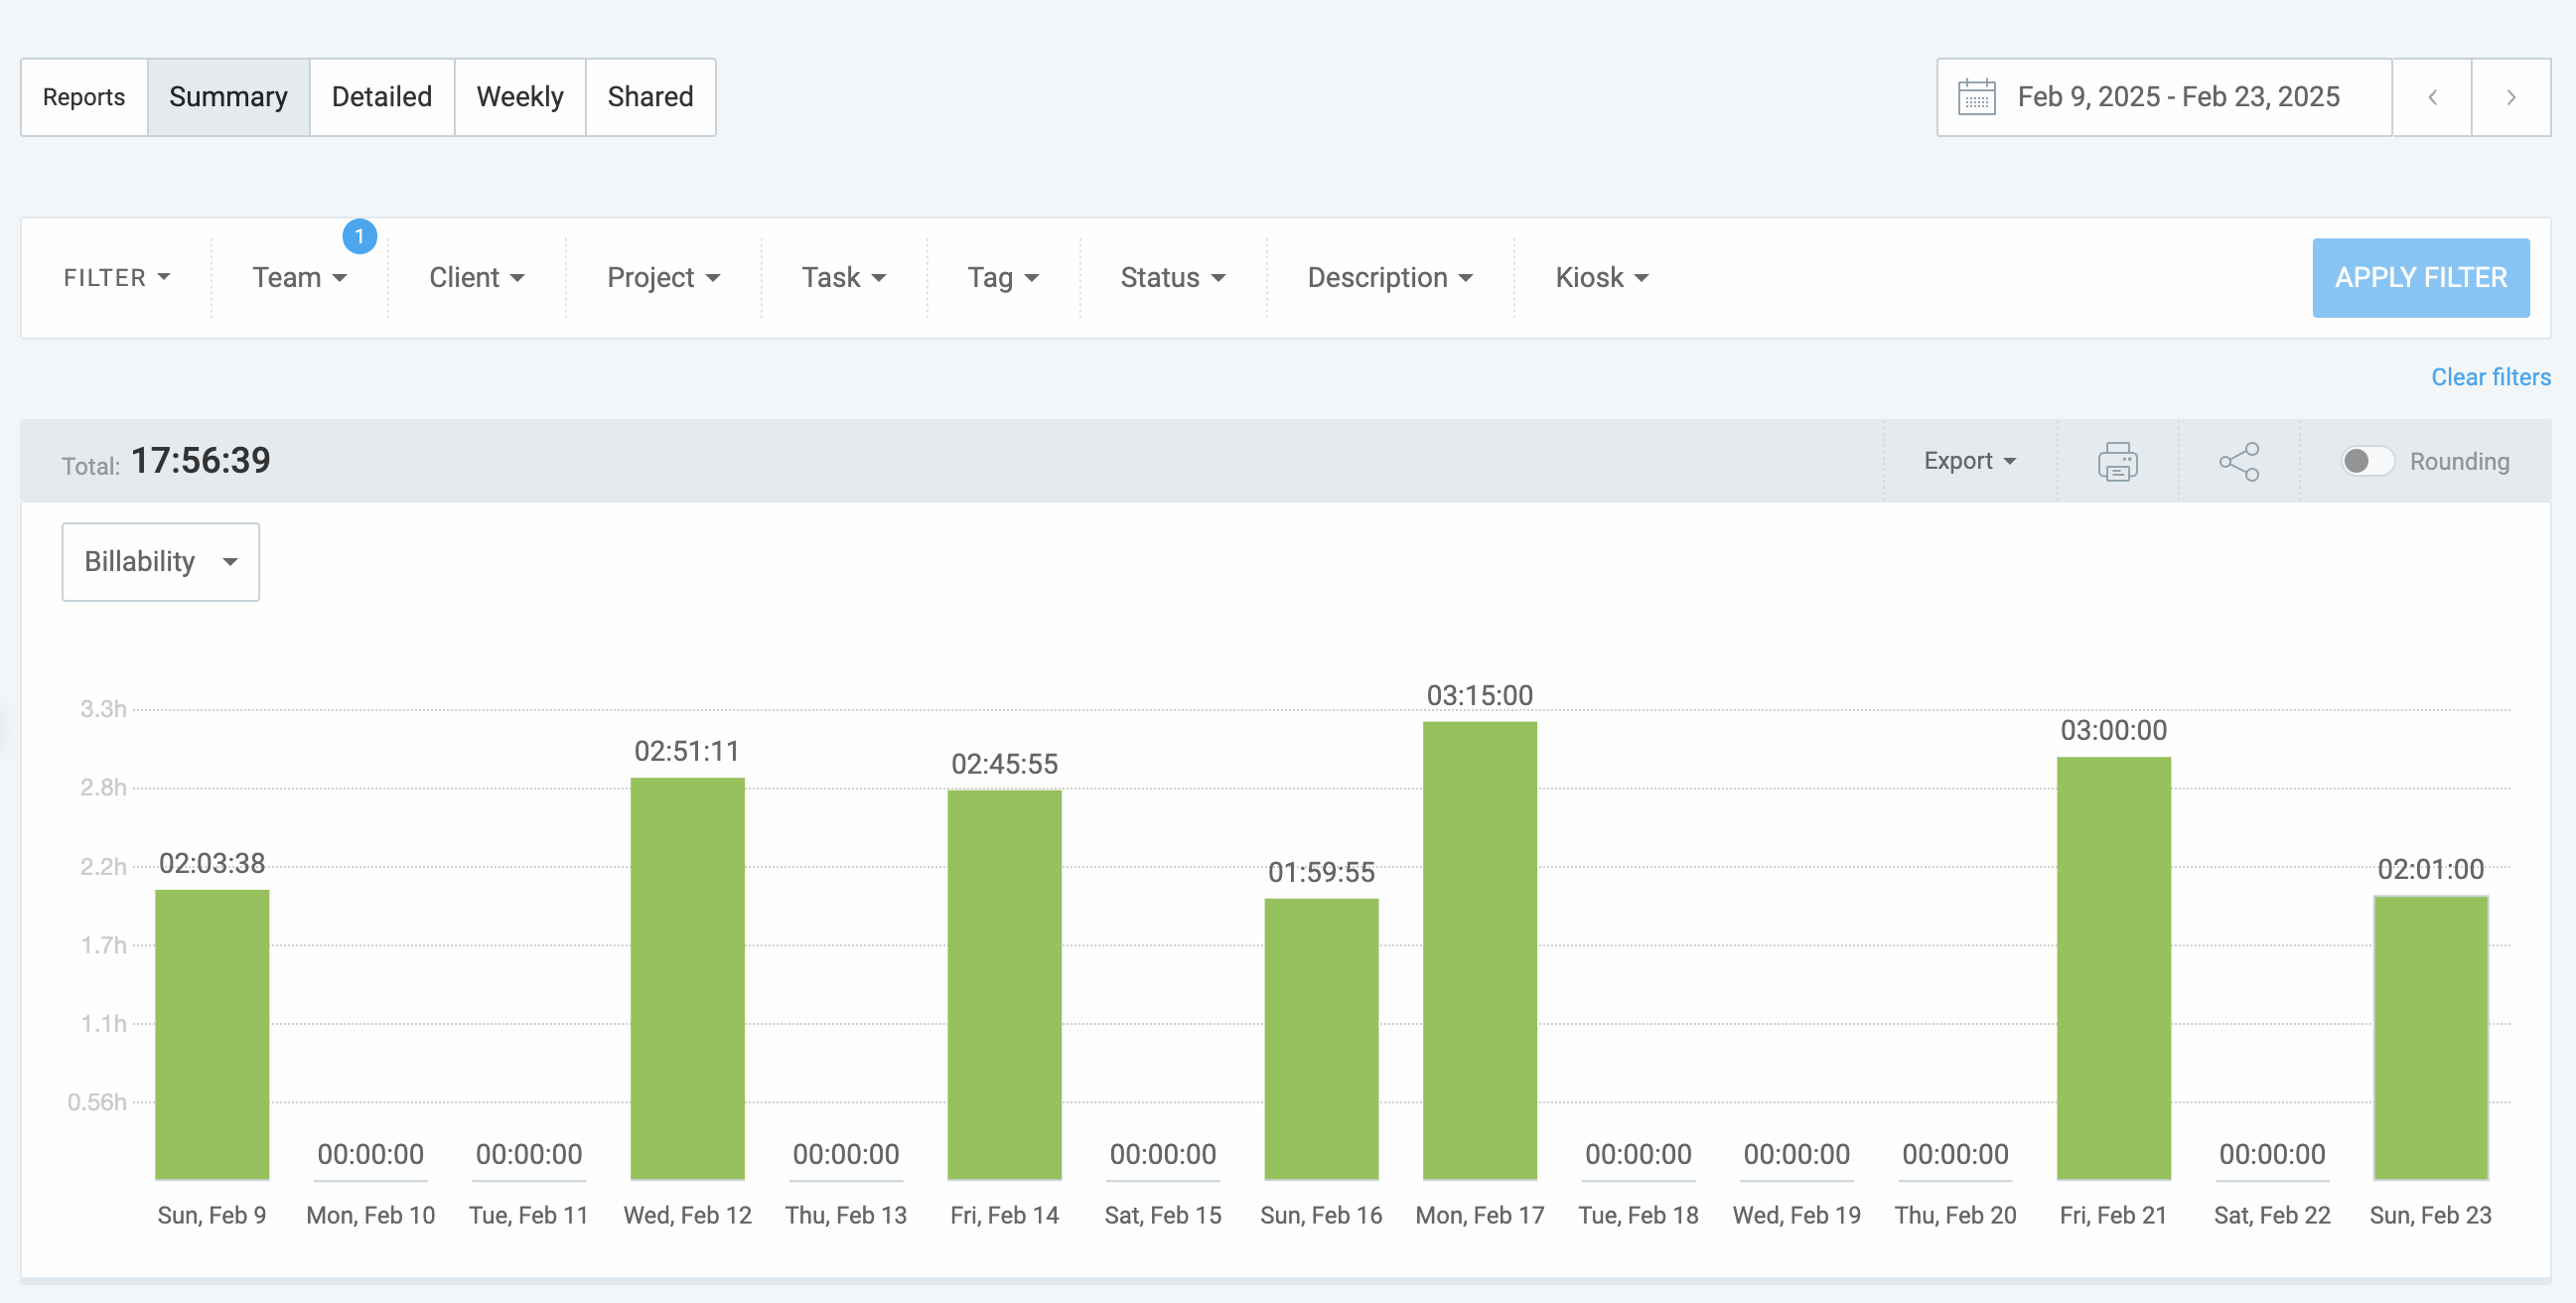 Reports Summary Detailed Weekly Shared
Feb 9, 2025 - Feb 23, 2025
FILTER Team 1 Client Project Task Tag Status Description Kiosk APPLY FILTER
Clear filters
Total: 17:56:39 Export Rounding
Billability
3.3h
2.8h
2.2h
1.7h
1.1h
0.56h
02:03:38 00:00:00 00:00:00 02:51:11 00:00:00 02:45:55 00:00:00 01:59:55 03:15:00 00:00:00 00:00:00 00:00:00 03:00:00 00:00:00 02:01:00
Sun, Feb 9 Mon, Feb 10 Tue, Feb 11 Wed, Feb 12 Thu, Feb 13 Fri, Feb 14 Sat, Feb 15 Sun, Feb 16 Mon, Feb 17 Tue, Feb 18 Wed, Feb 19 Thu, Feb 20 Fri, Feb 21 Sat, Feb 22 Sun, Feb 23